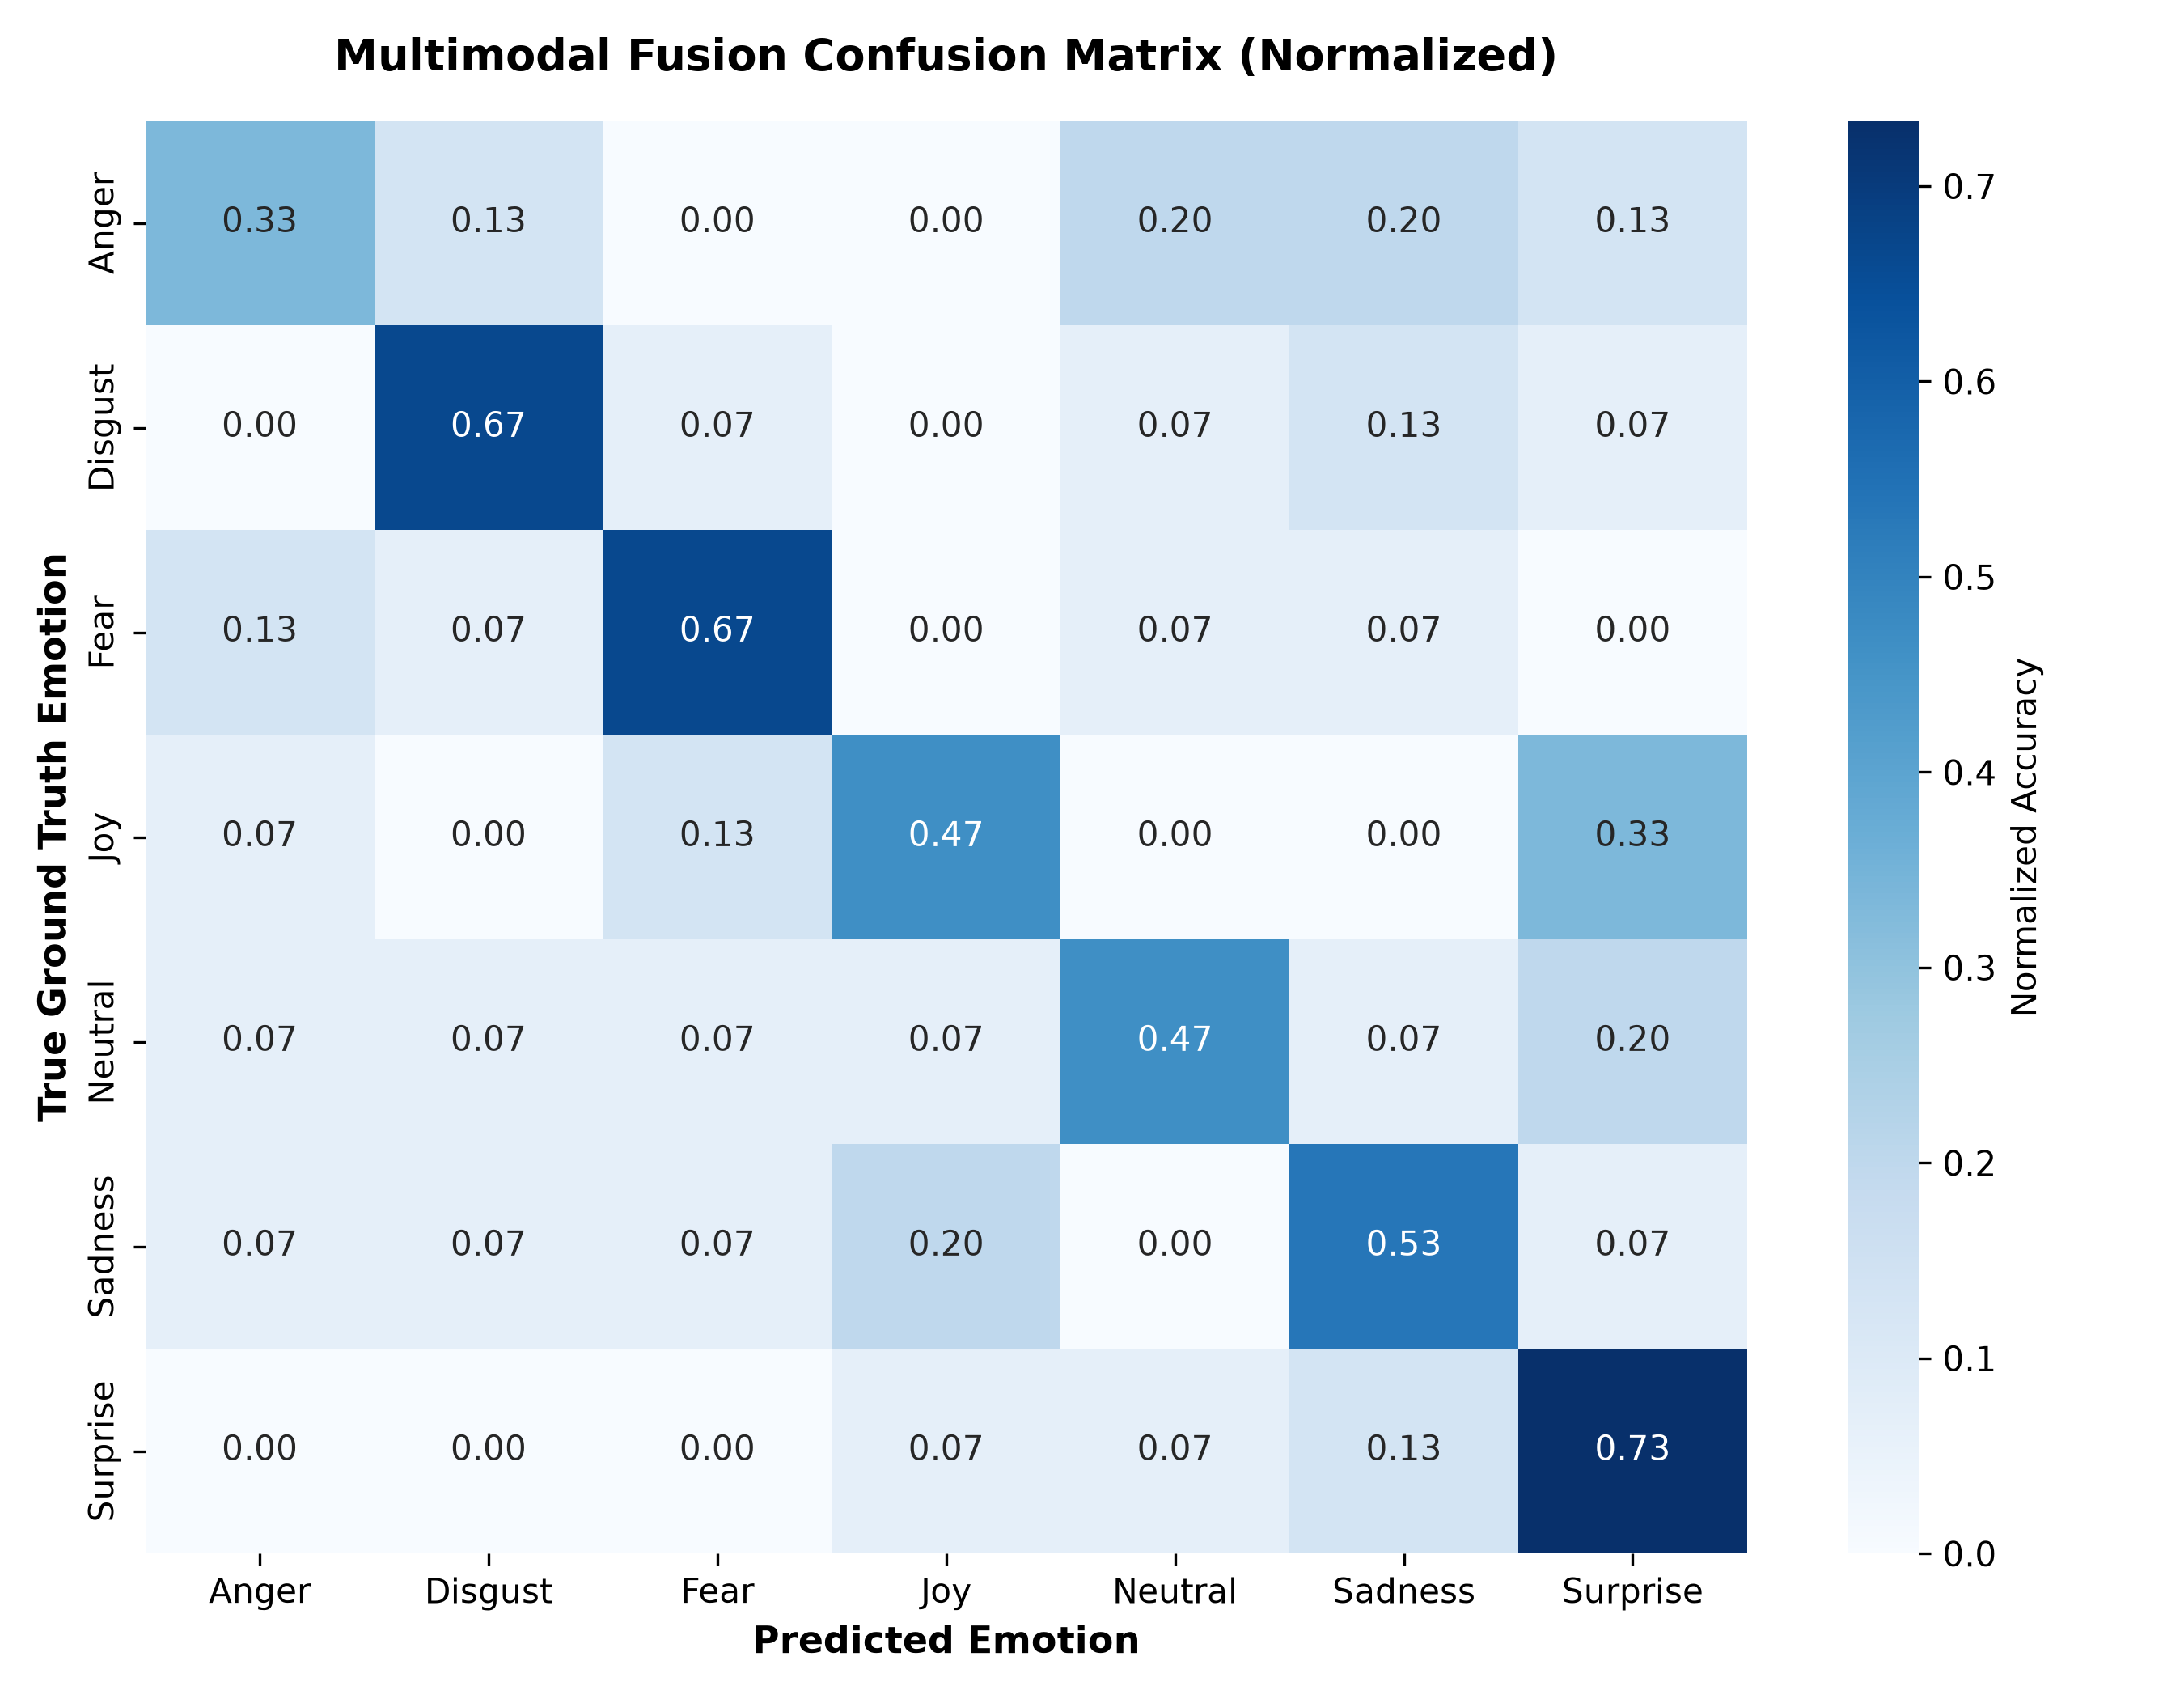 Multimodal Fusion Confusion Matrix (Normalized)
True Ground Truth Emotion
Anger 0.33 0.13 0.00 0.00 0.20 0.20 0.13
Disgust 0.00 0.67 0.07 0.00 0.07 0.13 0.07
Fear 0.13 0.07 0.67 0.00 0.07 0.07 0.00
Joy 0.07 0.00 0.13 0.47 0.00 0.00 0.33
Neutral 0.07 0.07 0.07 0.07 0.47 0.07 0.20
Sadness 0.07 0.07 0.07 0.20 0.00 0.53 0.07
Surprise 0.00 0.00 0.00 0.07 0.07 0.13 0.73
Anger Disgust Fear Joy Neutral Sadness Surprise
Predicted Emotion
0.7
0.6
0.5
0.4
0.3
0.2
0.1
0.0
Normalized Accuracy